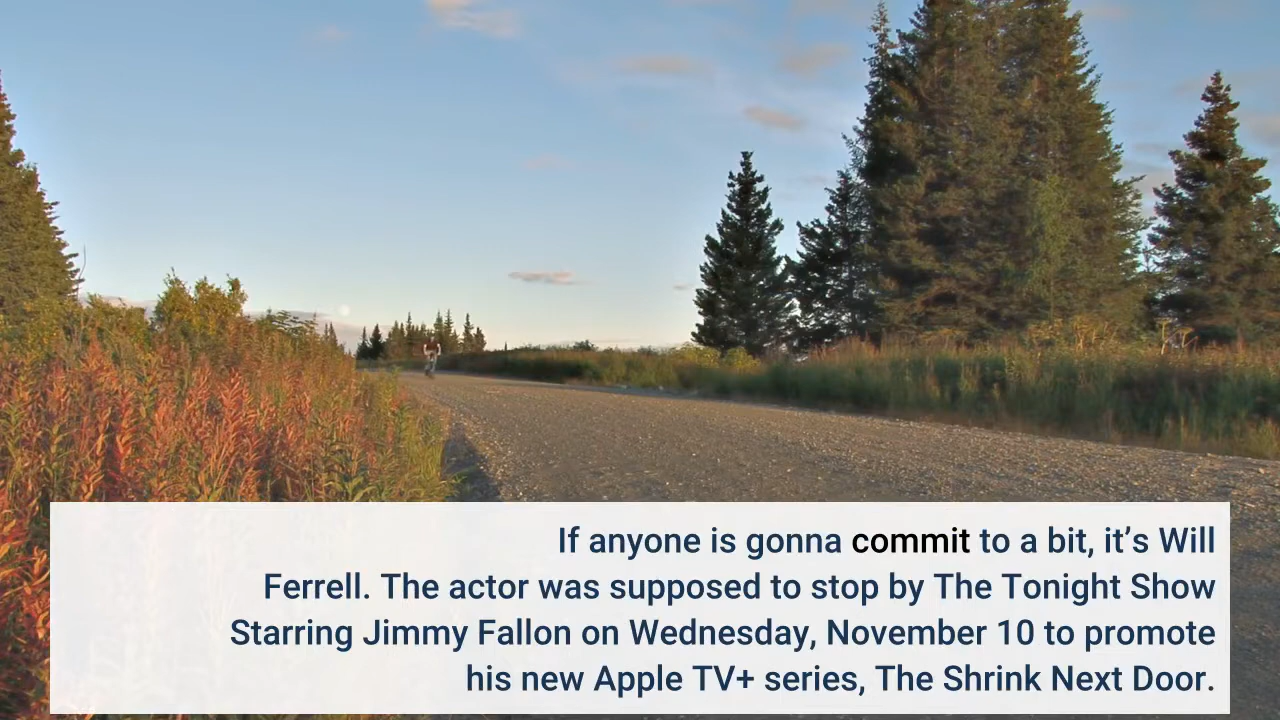 If anyone is gonna commit to a bit, it’s Will
Ferrell. The actor was supposed to stop by The Tonight Show
Starring Jimmy Fallon on Wednesday, November 10 to promote
his new Apple TV+ series, The Shrink Next Door.